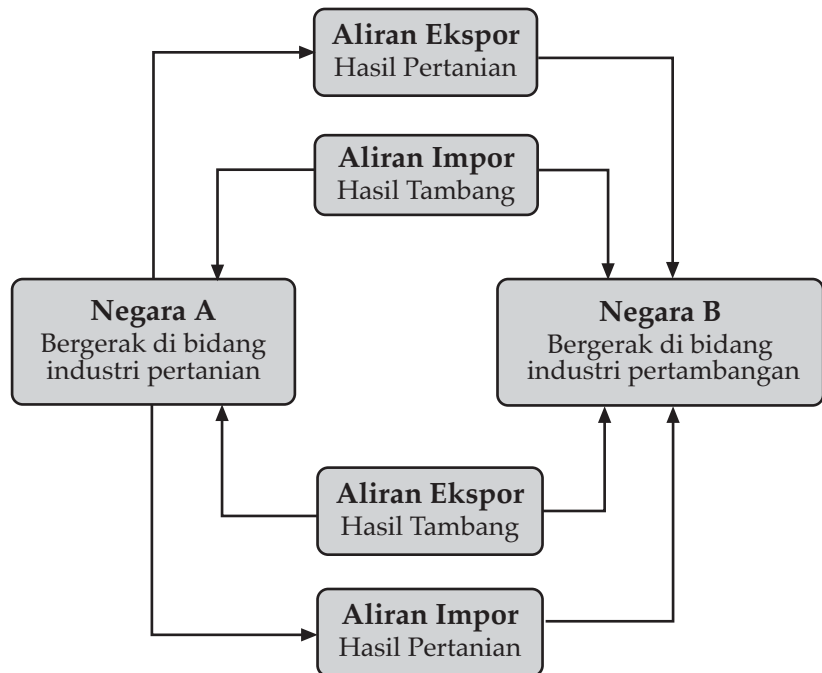 Aliran Ekspor
Hasil Pertanian
Aliran Impor
Hasil Tambang
Negara A
Bergerak di bidang
industri pertanian
Negara B
Bergerak di bidang
industri pertambangan
Aliran Ekspor
Hasil Tambang
Aliran Impor
Hasil Pertanian